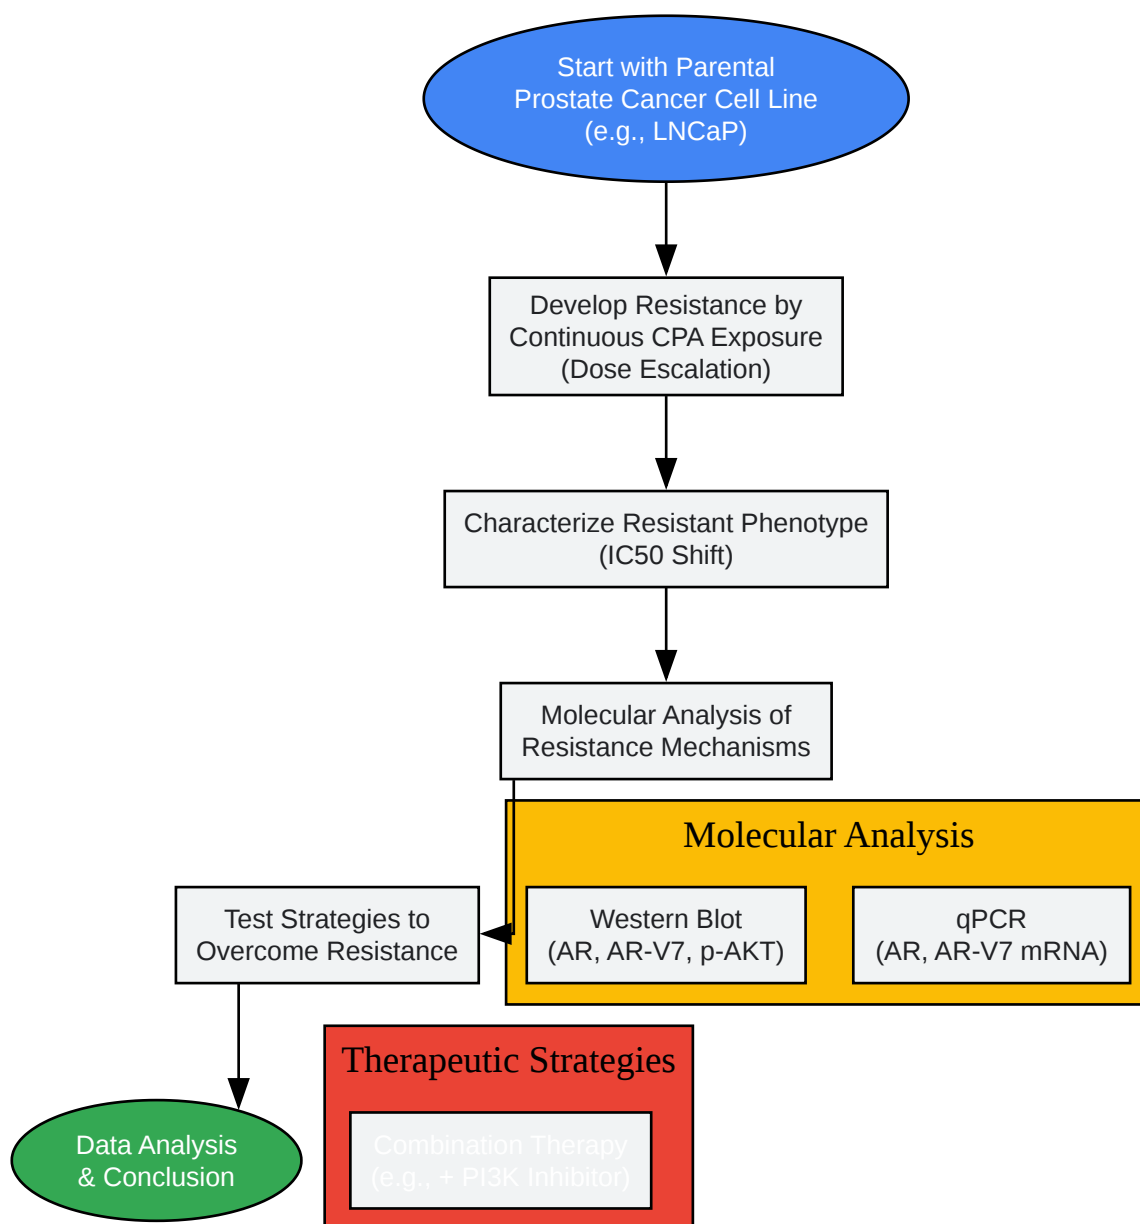 Start with Parental
Prostate Cancer Cell Line
(e.g., LNCaP)
Develop Resistance by
Continuous CPA Exposure
(Dose Escalation)
Characterize Resistant Phenotype
(IC50 Shift)
Molecular Analysis of
Resistance Mechanisms
Molecular Analysis
Test Strategies to
Overcome Resistance
Western Blot
(AR, AR-V7, p-AKT)
qPCR
(AR, AR-V7 mRNA)
Therapeutic Strategies
Combination Therapy
(e.g., + PI3K Inhibitor)
Data Analysis
& Conclusion